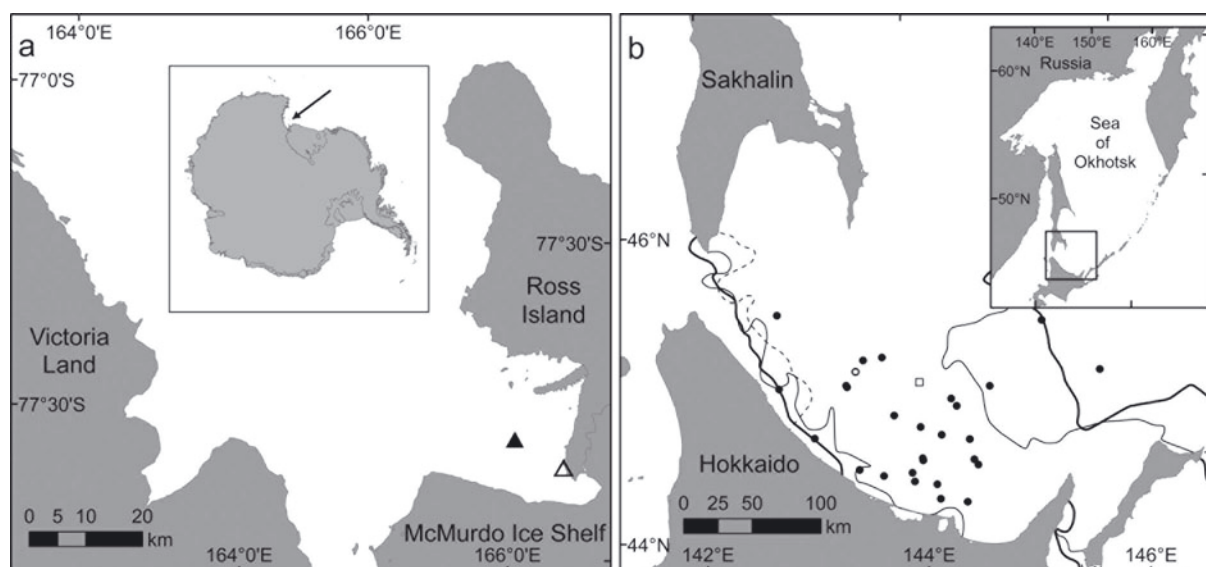 164°0'E 166°0'E
a
77°0'S
77°30'S
Ross
Island
Victoria
Land
77°30'S
0 5 10 20
km
McMurdo Ice Shelf
164°0'E 166°0'E
b
140°E 150°E 160°E
Russia
60°N
Sakhalin
Sea
of
Okhotsk
50°N
46°N
Hokkaido
0 25 50 100
km
44°N
142°E 144°E 146°E